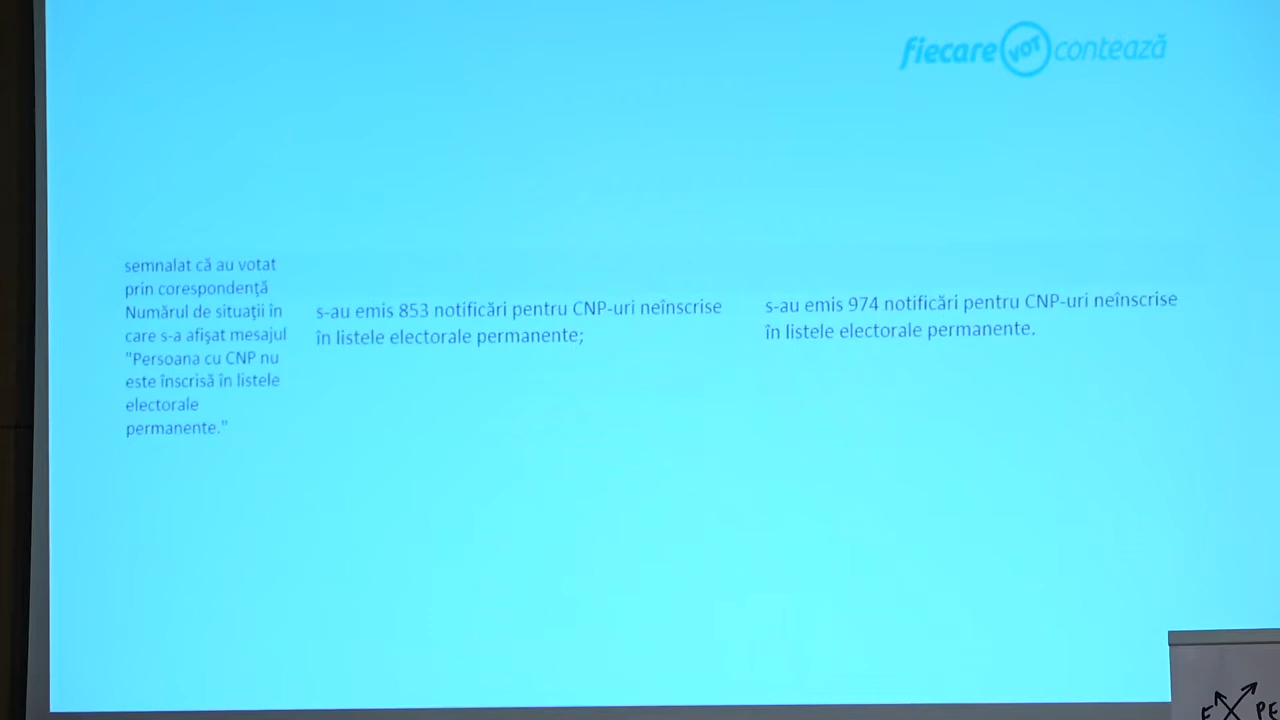 fiecare VOT contează
semnalat că au votat
prin corespondență
Numărul de situații în
care s-a afișat mesajul
"Persoana cu CNP nu
este înscrisă în listele
electorale
permanente."
s-au emis 853 notificări pentru CNP-uri neînscrise
în listele electorale permanente;
s-au emis 974 notificări pentru CNP-uri neînscrise
în listele electorale permanente.
PE